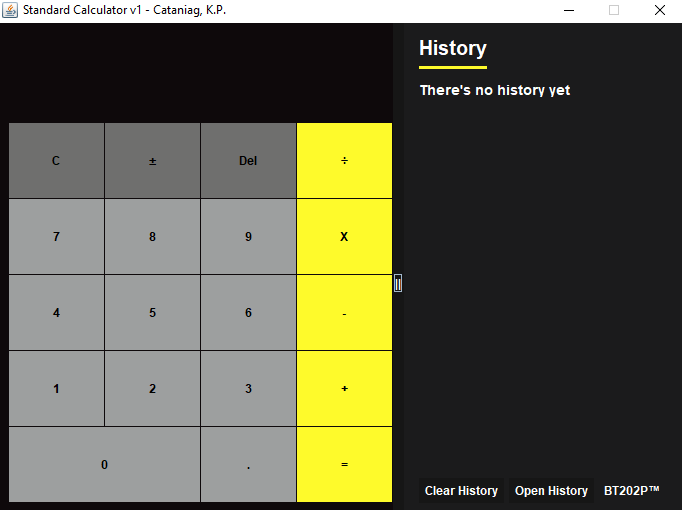 Standard Calculator v1 - Cataniag, K.P.
History
There's no history yet
C ± Del ÷
7 8 9 X
4 5 6 -
1 2 3 +
0 . =
Clear History Open History BT202P™